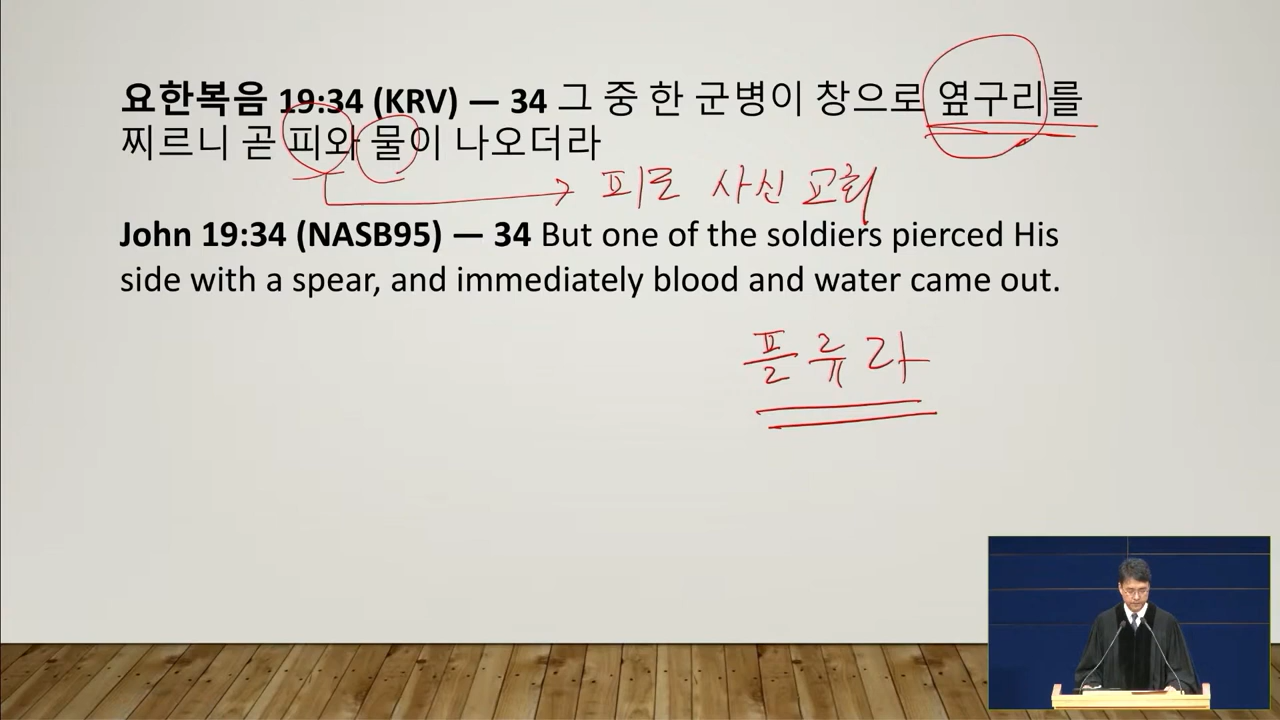 요한복음 19:34 (KRV) — 34 그 중 한 군병이 창으로 옆구리를
찌르니 곧 피와 물이 나오더라
피로 사신 교회
John 19:34 (NASB95) — 34 But one of the soldiers pierced His
side with a spear, and immediately blood and water came out.
플류라